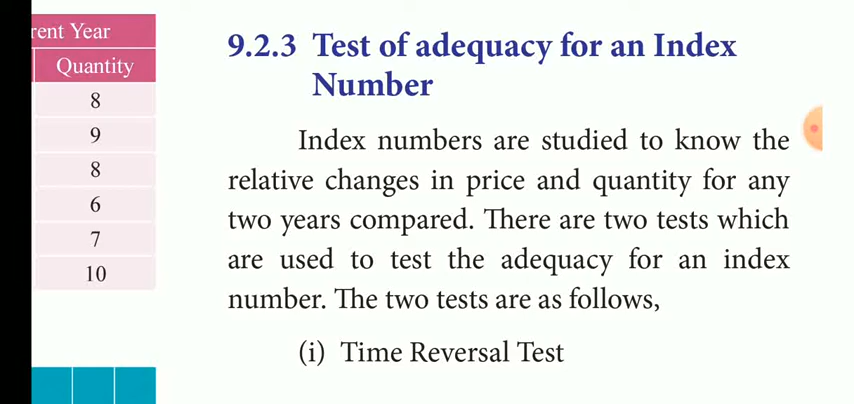 rent Year
Quantity
8
9
8
6
7
10
9.2.3 Test of adequacy for an Index
Number
Index numbers are studied to know the
relative changes in price and quantity for any
two years compared. There are two tests which
are used to test the adequacy for an index
number. The two tests are as follows,
(i) Time Reversal Test